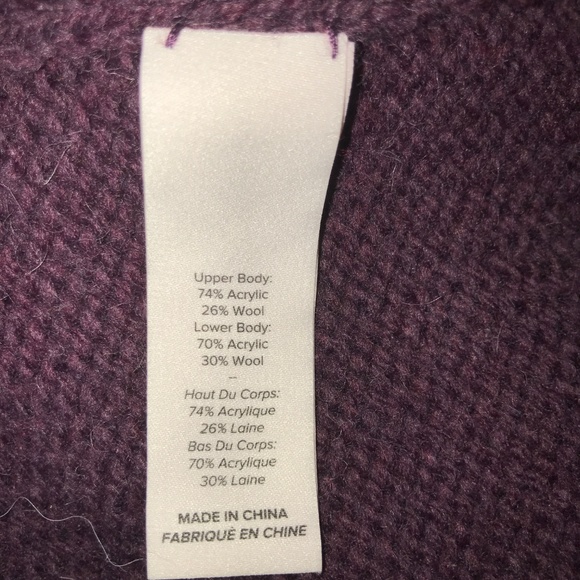 Upper Body:
74% Acrylic
26% Wool
Lower Body:
70% Acrylic
30% Wool
–
Haut Du Corps:
74% Acrylique
26% Laine
Bas Du Corps:
70% Acrylique
30% Laine
MADE IN CHINA
FABRIQUÉ EN CHINE